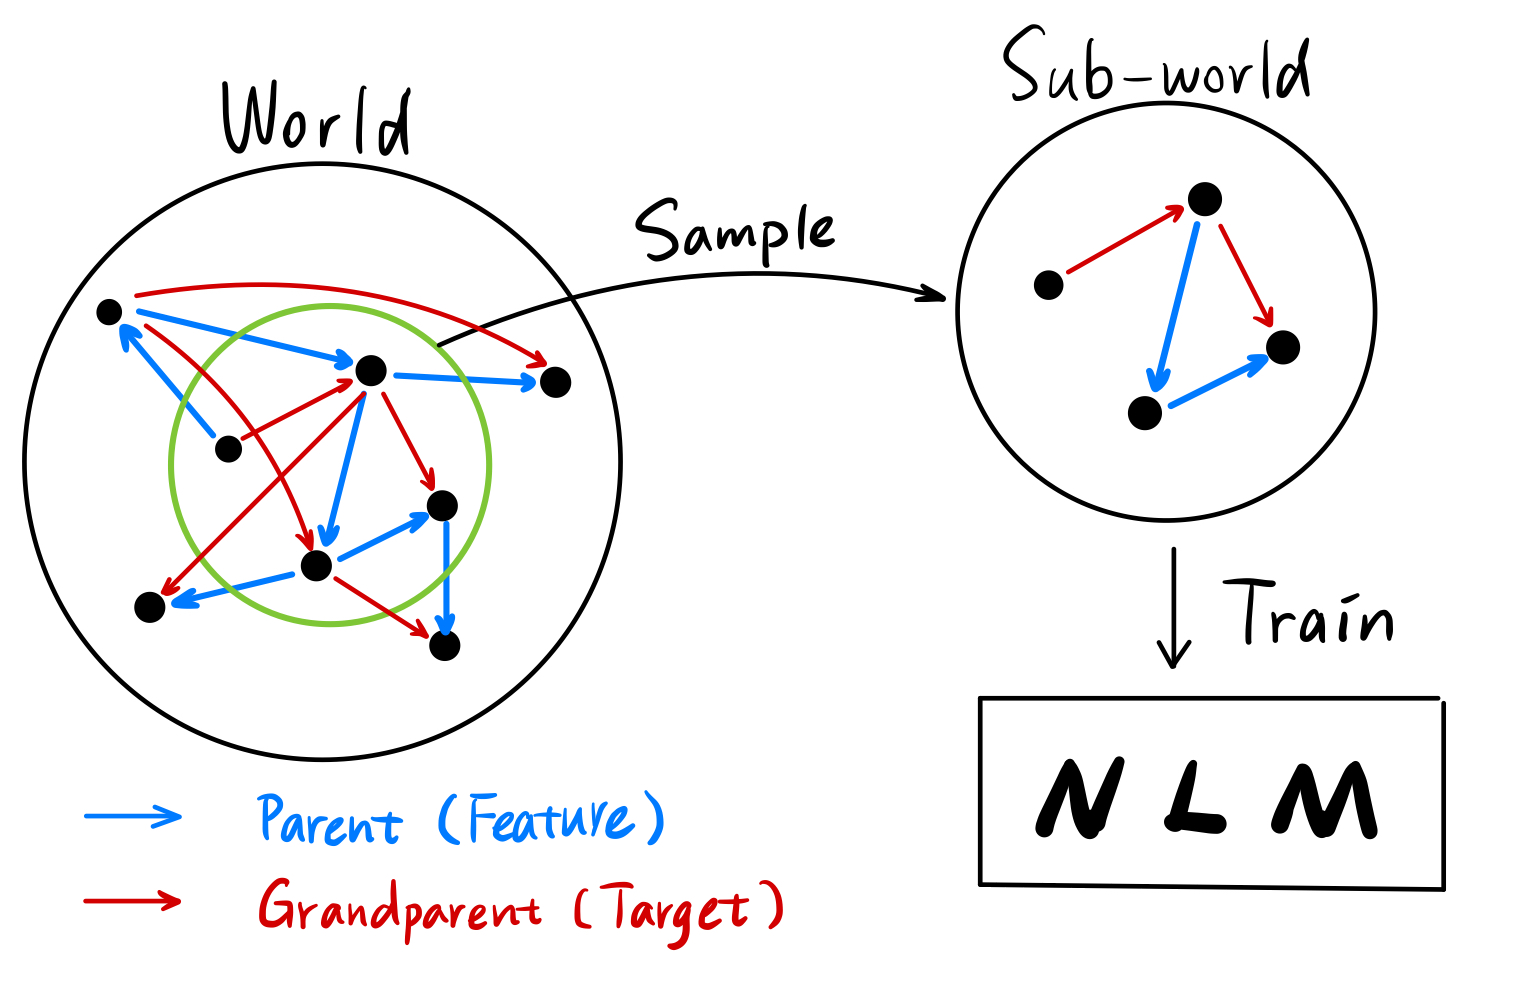 World
Sub-world
Sample
Train
NLM
Parent (Feature)
Grandparent (Target)